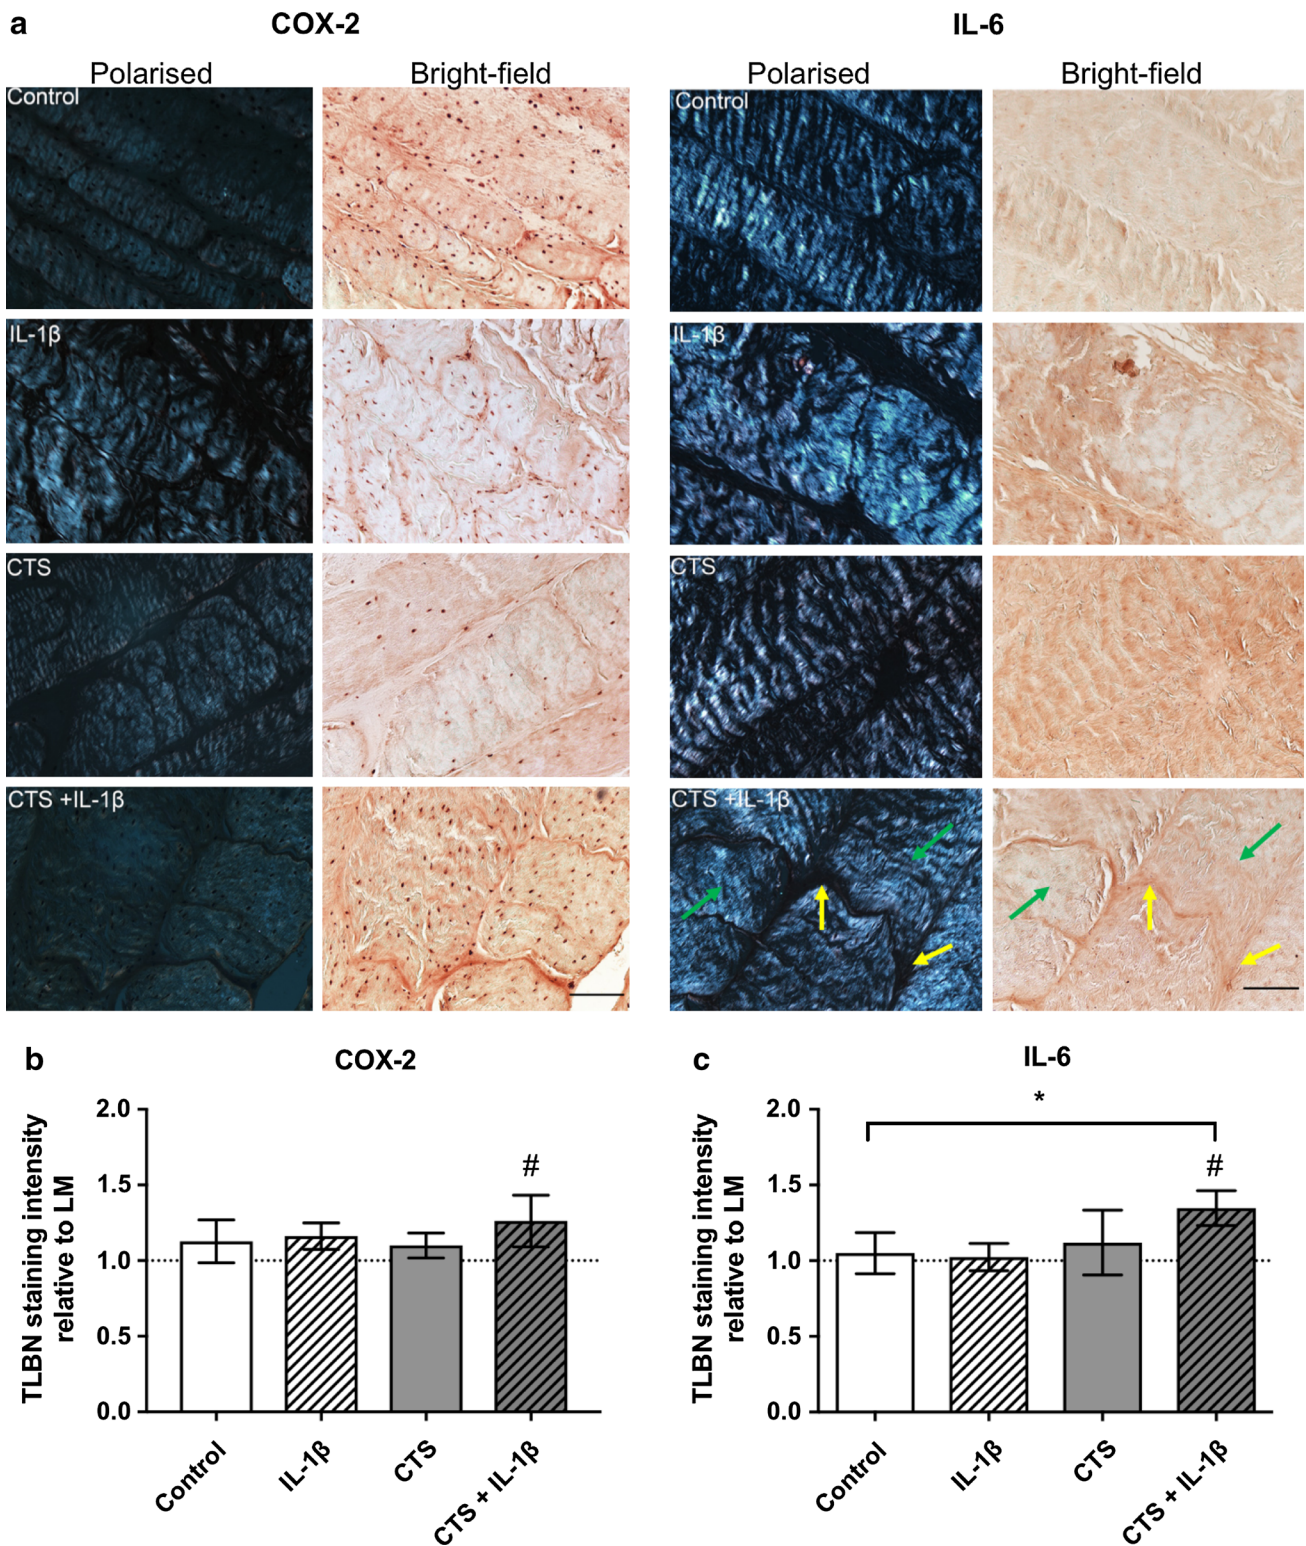 a
COX-2
IL-6
Polarised
Bright-field
Polarised
Bright-field
Control
Control
IL-1β
IL-1β
CTS
CTS
CTS +IL-1β
CTS +IL-1β
b
COX-2
c
IL-6
TLBN staining intensity
relative to LM
2.0
1.5
1.0
0.5
0.0
#
Control
IL-1β
CTS
CTS + IL-1β
TLBN staining intensity
relative to LM
2.0
1.5
1.0
0.5
0.0
*
#
Control
IL-1β
CTS
CTS + IL-1β